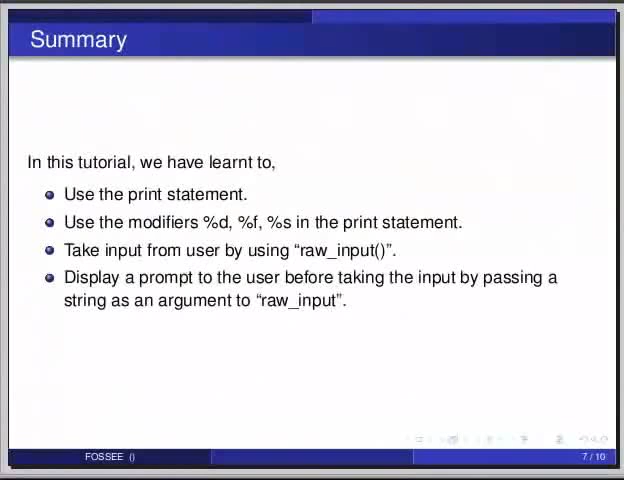 Summary
In this tutorial, we have learnt to,
Use the print statement.
Use the modifiers %d, %f, %s in the print statement.
Take input from user by using “raw_input()”.
Display a prompt to the user before taking the input by passing a
string as an argument to “raw_input”.
FOSSEE ()
7 / 10